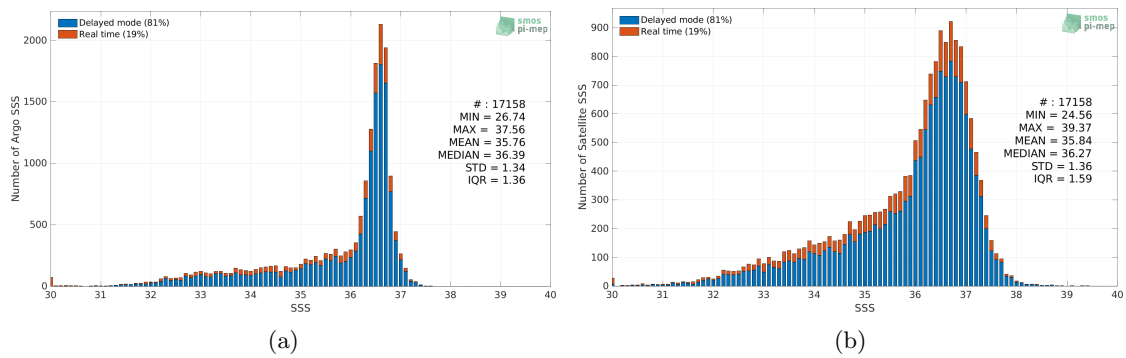 Delayed mode (81%)
Real time (19%)
smos
pi-mep
2000
1500
1000
500
0
Number of Argo SSS
# : 17158
MIN = 26.74
MAX = 37.56
MEAN = 35.76
MEDIAN = 36.39
STD = 1.34
IQR = 1.36
30 31 32 33 34 35 36 37 38 39 40
SSS
(a)
Delayed mode (81%)
Real time (19%)
smos
pi-mep
900
800
700
600
500
400
300
200
100
0
Number of Satellite SSS
# : 17158
MIN = 24.56
MAX = 39.37
MEAN = 35.84
MEDIAN = 36.27
STD = 1.36
IQR = 1.59
30 31 32 33 34 35 36 37 38 39 40
SSS
(b)